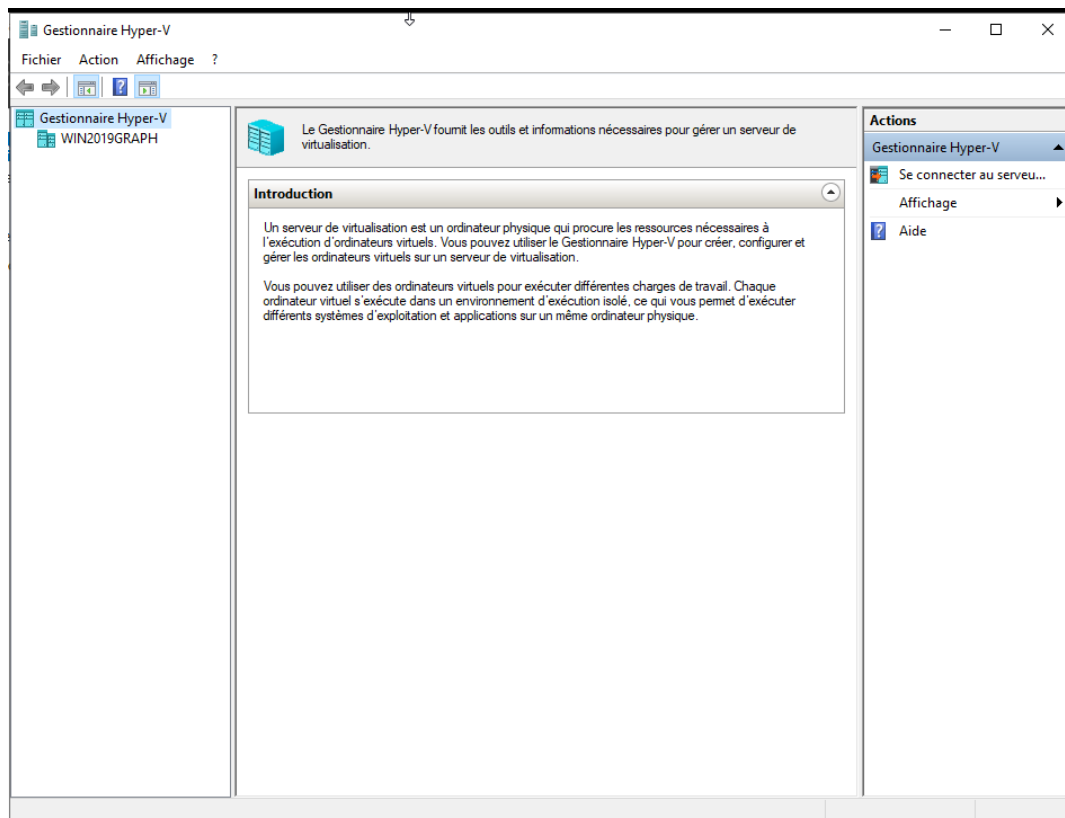 Gestionnaire Hyper-V
Fichier Action Affichage ?
Gestionnaire Hyper-V
WIN2019GRAPH
Le Gestionnaire Hyper-V fournit les outils et informations nécessaires pour gérer un serveur de
virtualisation.
Introduction
Un serveur de virtualisation est un ordinateur physique qui procure les ressources nécessaires à
l'exécution d'ordinateurs virtuels. Vous pouvez utiliser le Gestionnaire Hyper-V pour créer, configurer et
gérer les ordinateurs virtuels sur un serveur de virtualisation.
Vous pouvez utiliser des ordinateurs virtuels pour exécuter différentes charges de travail. Chaque
ordinateur virtuel s'exécute dans un environnement d'exécution isolé, ce qui vous permet d'exécuter
différents systèmes d'exploitation et applications sur un même ordinateur physique.
Actions
Gestionnaire Hyper-V
Se connecter au serveu...
Affichage
Aide